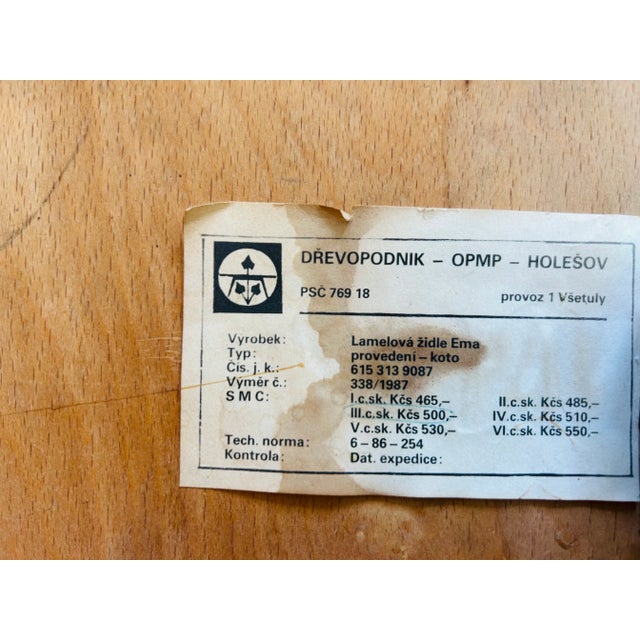 DŘEVOPODNIK – OPMP – HOLEŠOV
PSČ 769 18 provoz 1 Všetuly
Výrobek: Lamelová židle Ema
Typ: provedení – koto
Čís. j. k.: 615 313 9087
Výměr č.: 338/1987
SMC: I.c.sk. Kčs 465,– II.c.sk. Kčs 485,–
III.c.sk. Kčs 500,– IV.c.sk. Kčs 510,–
V.c.sk. Kčs 530,– VI.c.sk. Kčs 550,–
Tech. norma: 6 – 86 – 254
Kontrola: Dat. expedice: